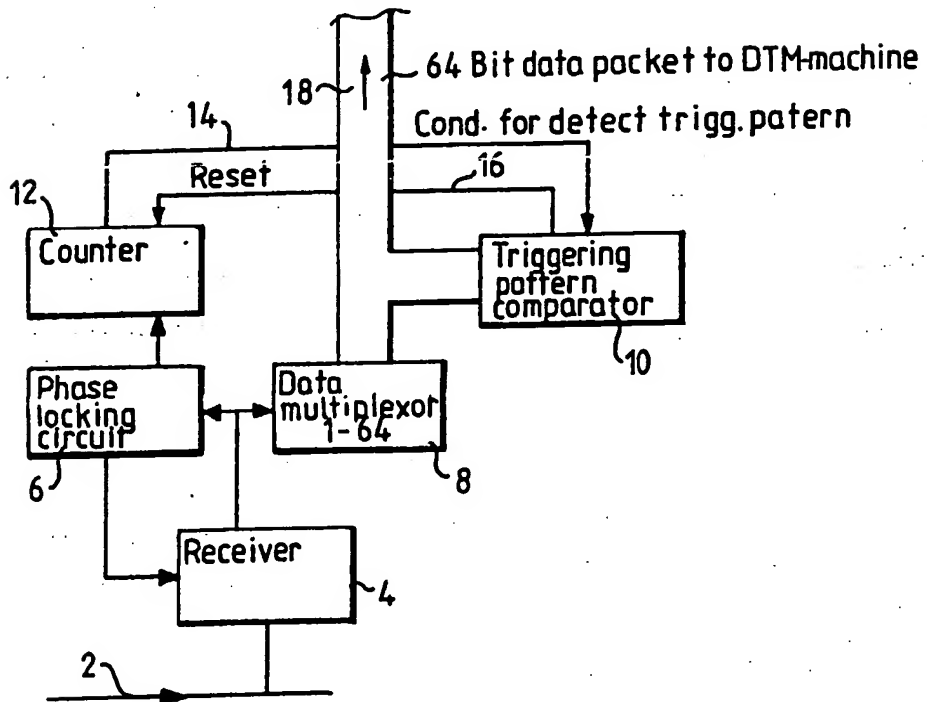 64 Bit data packet to DTM-machine
18
14
Cond. for detect trigg. patern
Reset
16
12
Counter
Triggering
pattern
comparator
10
Phase
locking
circuit
6
Data
multiplexor
1-64
8
Receiver
4
2